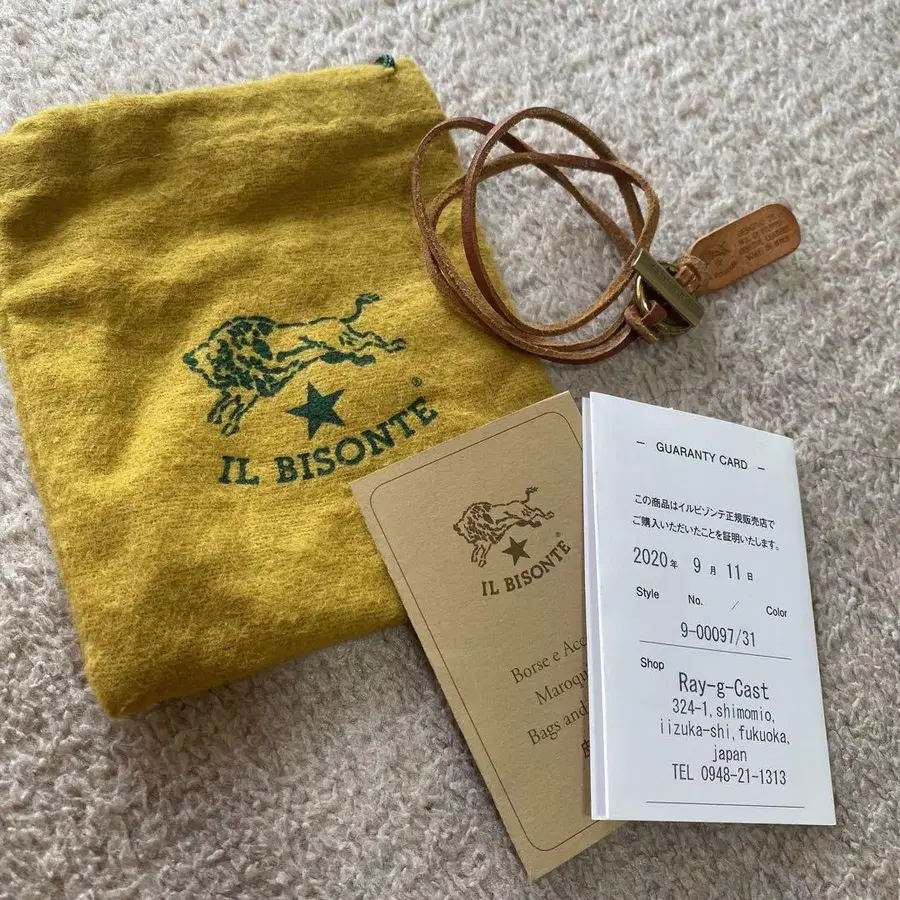 IL BISONTE
®
IL BISONTE
Borse e Acc
Maroqu
Bags and
— GUARANTY CARD —
この商品はイルビゾンテ正規販売店で
ご購入いただいたことを証明いたします。
2020年 9月 11日
Style No. / Color
9-00097/31
Shop
Ray-g-Cast
324-1,shimomio,
iizuka-shi,fukuoka,
japan
TEL 0948-21-1313